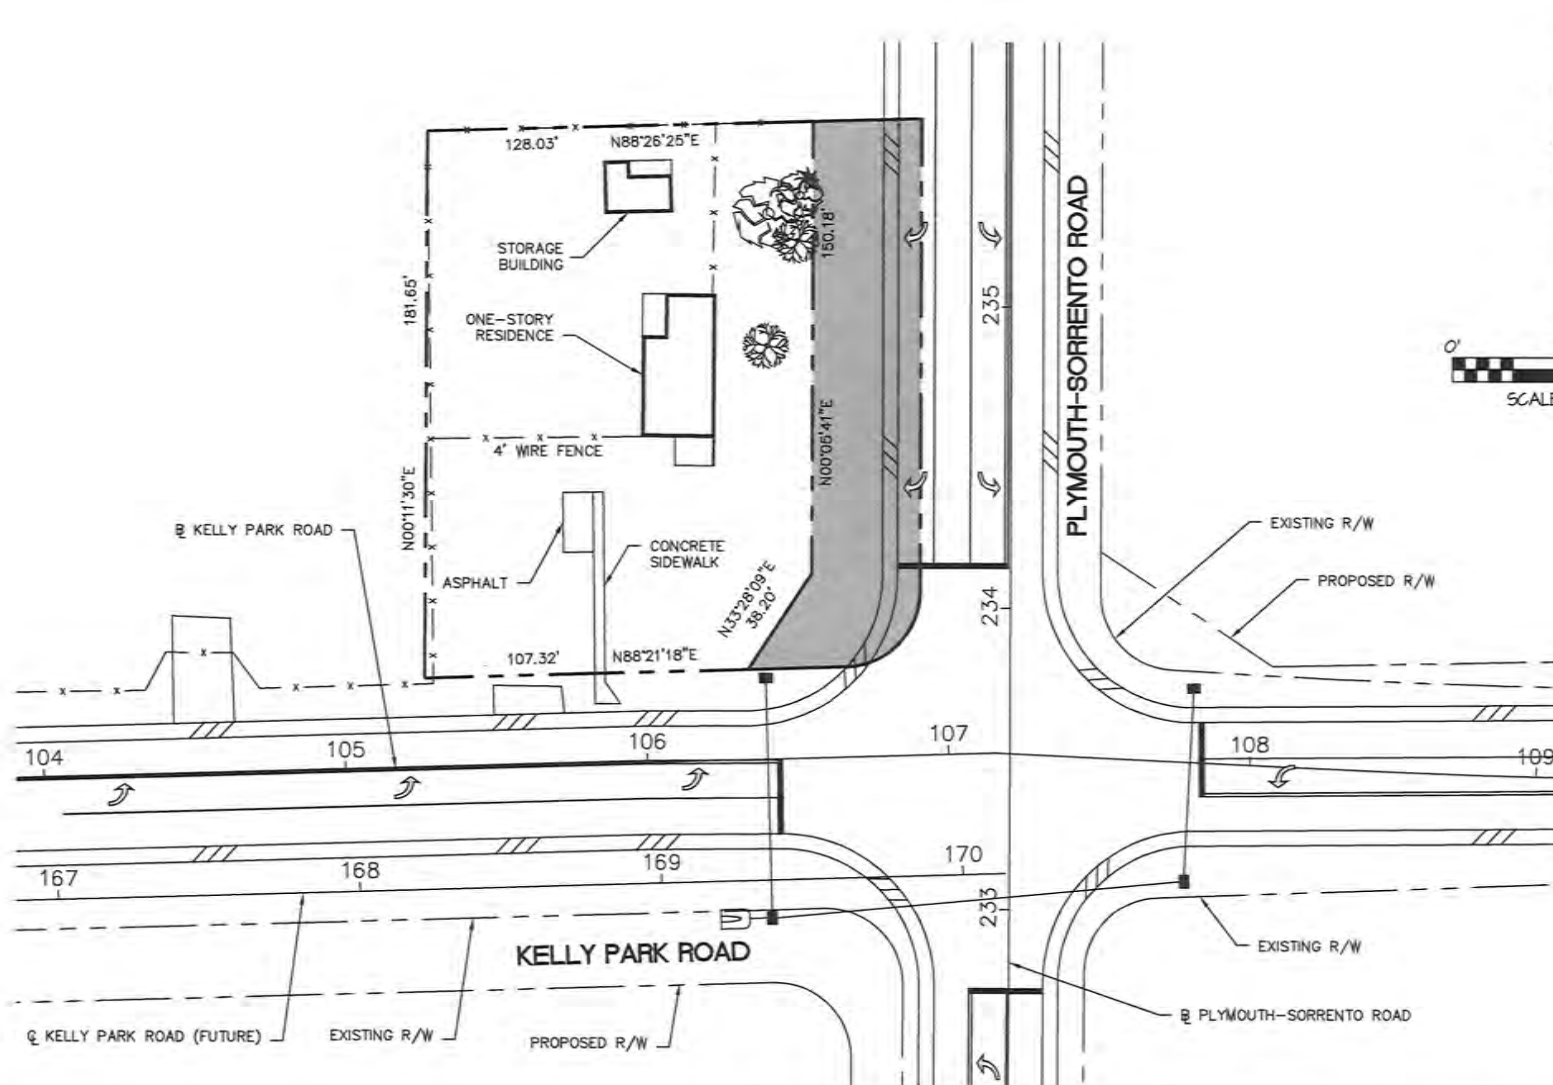 128.03'
N88°26'25"E
STORAGE
BUILDING
150.18'
PLYMOUTH-SORRENTO ROAD
181.65'
ONE-STORY
RESIDENCE
235
0'
SCALE
N00°06'41"E
4' WIRE FENCE
N00°11'30"E
℄ KELLY PARK ROAD
CONCRETE
SIDEWALK
ASPHALT
EXISTING R/W
PROPOSED R/W
N33°28'09"E
38.20'
234
107.32'
N88°21'18"E
104
105
106
107
108
109
167
168
169
170
233
KELLY PARK ROAD
EXISTING R/W
℄ PLYMOUTH-SORRENTO ROAD
℄ KELLY PARK ROAD (FUTURE)
EXISTING R/W
PROPOSED R/W